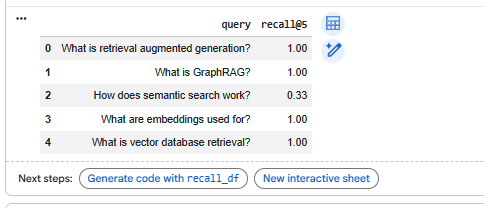 query recall@5
0 What is retrieval augmented generation? 1.00
1 What is GraphRAG? 1.00
2 How does semantic search work? 0.33
3 What are embeddings used for? 1.00
4 What is vector database retrieval? 1.00
Next steps: Generate code with recall_df New interactive sheet